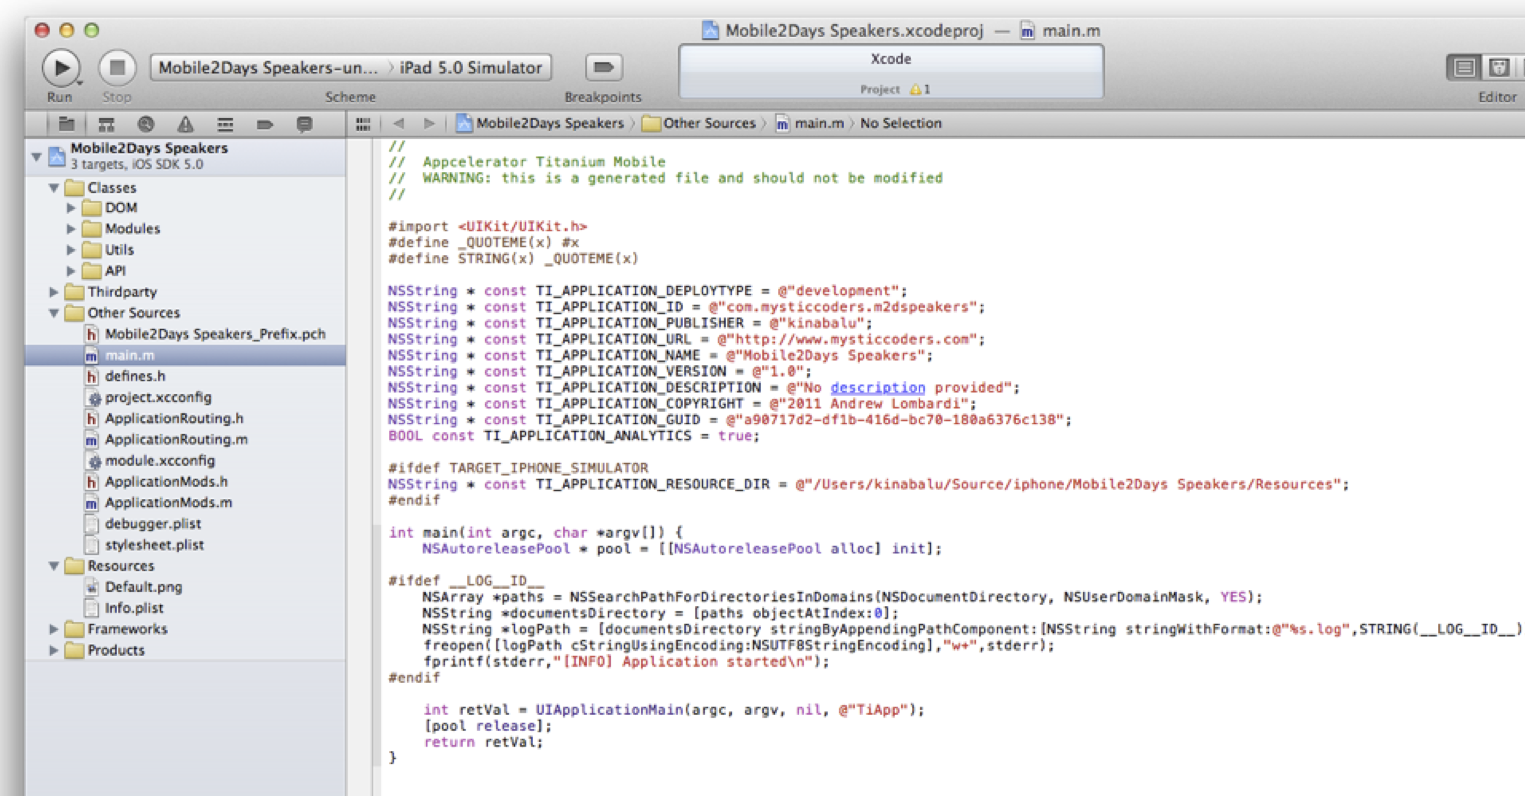 Mobile2Days Speakers.xcodeproj — main.m
Run
Stop
Mobile2Days Speakers-un... iPad 5.0 Simulator
Scheme
Breakpoints
Xcode
Project 1
Editor
Mobile2Days Speakers Other Sources main.m No Selection
Mobile2Days Speakers
3 targets, iOS SDK 5.0
Classes
DOM
Modules
Utils
API
Thirdparty
Other Sources
Mobile2Days Speakers_Prefix.pch
main.m
defines.h
project.xcconfig
ApplicationRouting.h
ApplicationRouting.m
module.xcconfig
ApplicationMods.h
ApplicationMods.m
debugger.plist
stylesheet.plist
Resources
Default.png
Info.plist
Frameworks
Products
//
//  Appcelerator Titanium Mobile
//  WARNING: this is a generated file and should not be modified
//
#import <UIKit/UIKit.h>
#define _QUOTEME(x) #x
#define STRING(x) _QUOTEME(x)
NSString * const TI_APPLICATION_DEPLOYTYPE = @"development";
NSString * const TI_APPLICATION_ID = @"com.mysticcoders.m2dspeakers";
NSString * const TI_APPLICATION_PUBLISHER = @"kinabalu";
NSString * const TI_APPLICATION_URL = @"http://www.mysticcoders.com";
NSString * const TI_APPLICATION_NAME = @"Mobile2Days Speakers";
NSString * const TI_APPLICATION_VERSION = @"1.0";
NSString * const TI_APPLICATION_DESCRIPTION = @"No description provided";
NSString * const TI_APPLICATION_COPYRIGHT = @"2011 Andrew Lombardi";
NSString * const TI_APPLICATION_GUID = @"a90717d2-df1b-416d-bc70-180a6376c138";
BOOL const TI_APPLICATION_ANALYTICS = true;
#ifdef TARGET_IPHONE_SIMULATOR
NSString * const TI_APPLICATION_RESOURCE_DIR = @"/Users/kinabalu/Source/iphone/Mobile2Days Speakers/Resources";
#endif
int main(int argc, char *argv[]) {
    NSAutoreleasePool * pool = [[NSAutoreleasePool alloc] init];
#ifdef __LOG__ID__
    NSArray *paths = NSSearchPathForDirectoriesInDomains(NSDocumentDirectory, NSUserDomainMask, YES);
    NSString *documentsDirectory = [paths objectAtIndex:0];
    NSString *logPath = [documentsDirectory stringByAppendingPathComponent:[NSString stringWithFormat:@"%s.log",STRING(__LOG__ID__)
    freopen([logPath cStringUsingEncoding:NSUTF8StringEncoding],"w+",stderr);
    fprintf(stderr,"[INFO] Application started\n");
#endif
    int retVal = UIApplicationMain(argc, argv, nil, @"TiApp");
    [pool release];
    return retVal;
}